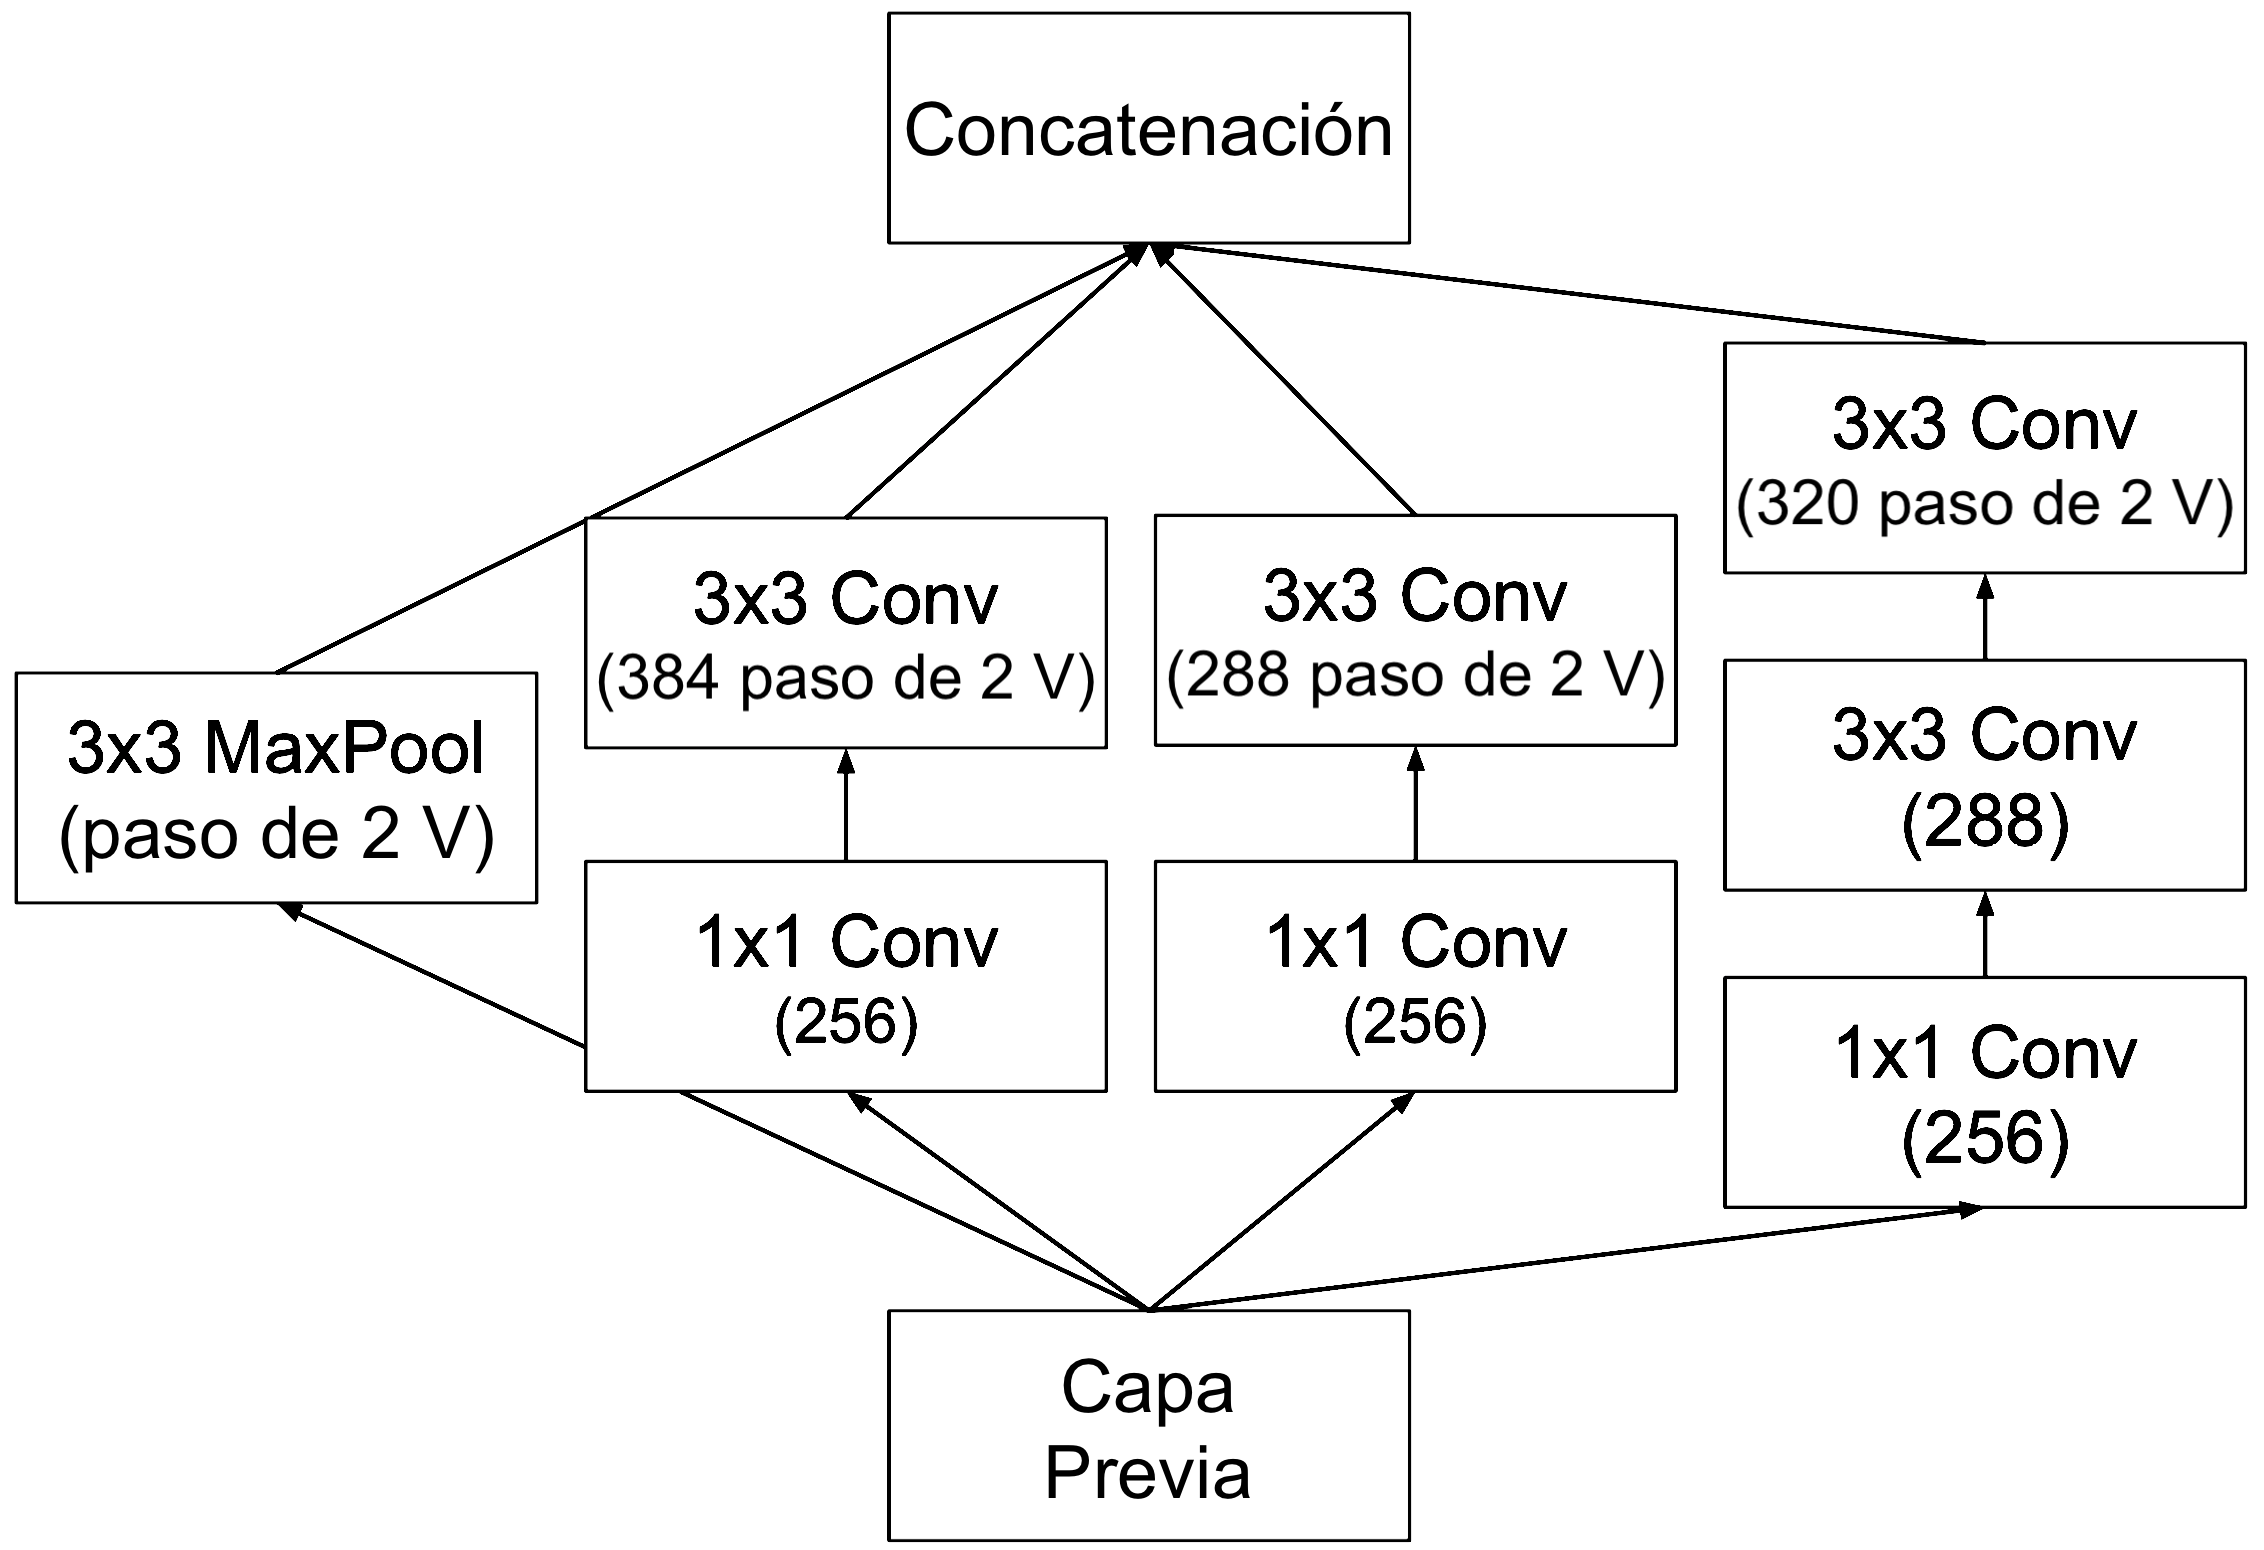 Concatenación
3x3 MaxPool
(paso de 2 V)
3x3 Conv
(384 paso de 2 V)
1x1 Conv
(256)
3x3 Conv
(288 paso de 2 V)
1x1 Conv
(256)
3x3 Conv
(320 paso de 2 V)
3x3 Conv
(288)
1x1 Conv
(256)
Capa
Previa